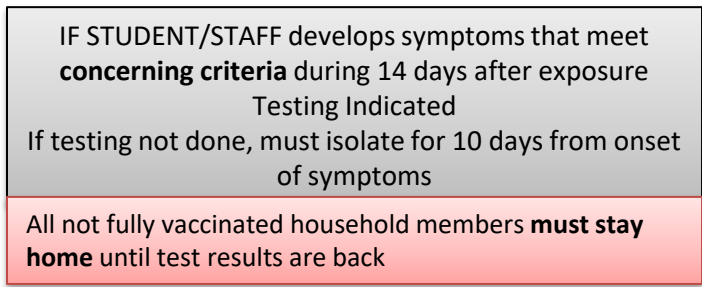 IF STUDENT/STAFF develops symptoms that meet
concerning criteria during 14 days after exposure
Testing Indicated
If testing not done, must isolate for 10 days from onset
of symptoms
All not fully vaccinated household members must stay
home until test results are back